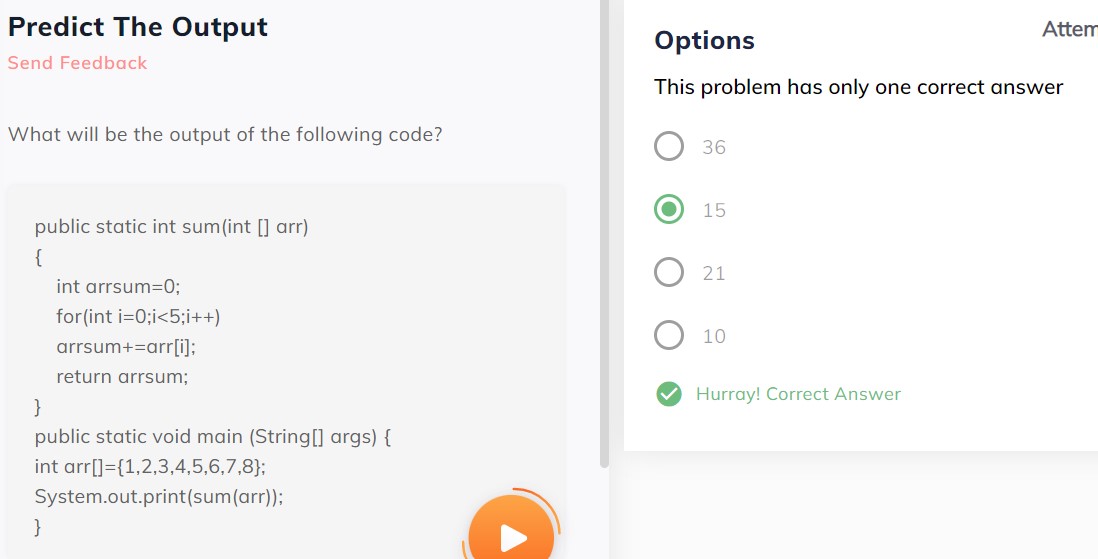 Predict The Output
Send Feedback
What will be the output of the following code?
public static int sum(int [] arr)
{
int arrsum=0;
for(int i=0;i<5;i++)
arrsum+=arr[i];
return arrsum;
}
public static void main (String[] args) {
int arr[]={1,2,3,4,5,6,7,8};
System.out.print(sum(arr));
}
Options
Attem
This problem has only one correct answer
36
15
21
10
Hurray! Correct Answer